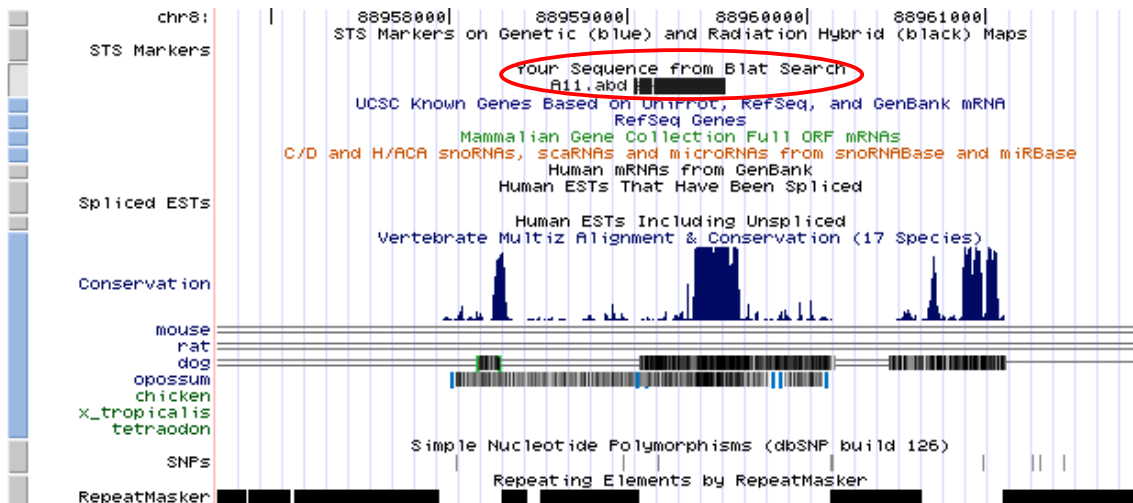 chr8: 88958000| 88959000| 88960000| 88961000|
STS Markers on Genetic (blue) and Radiation Hybrid (black) Maps
STS Markers
Your Sequence from Blat Search
A11.abd
UCSC Known Genes Based on UniProt, RefSeq, and GenBank mRNA
RefSeq Genes
Mammalian Gene Collection Full ORF mRNAs
C/D and H/ACA snoRNAs, scaRNAs and microRNAs from snoRNABase and miRBase
Human mRNAs from GenBank
Human ESTs That Have Been Spliced
Spliced ESTs
Human ESTs Including Unspliced
Vertebrate Multiz Alignment & Conservation (17 Species)
Conservation
mouse
rat
dog
opossum
chicken
x_tropicalis
tetraodon
Simple Nucleotide Polymorphisms (dbSNP build 126)
SNPs
Repeating Elements by RepeatMasker
RepeatMasker